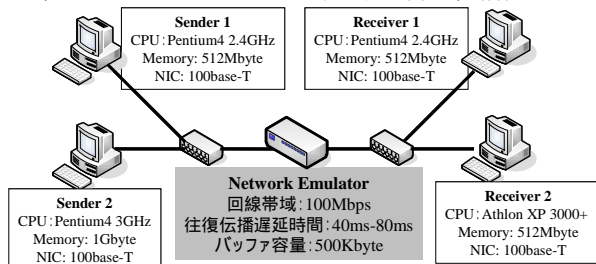 Sender 1
CPU:Pentium4 2.4GHz
Memory: 512Mbyte
NIC: 100base-T
Receiver 1
CPU:Pentium4 2.4GHz
Memory: 512Mbyte
NIC: 100base-T
Sender 2
CPU:Pentium4 3GHz
Memory: 1Gbyte
NIC: 100base-T
Network Emulator
回線帯域:100Mbps
往復伝播遅延時間:40ms-80ms
バッファ容量:500Kbyte
Receiver 2
CPU:Athlon XP 3000+
Memory: 512Mbyte
NIC: 100base-T